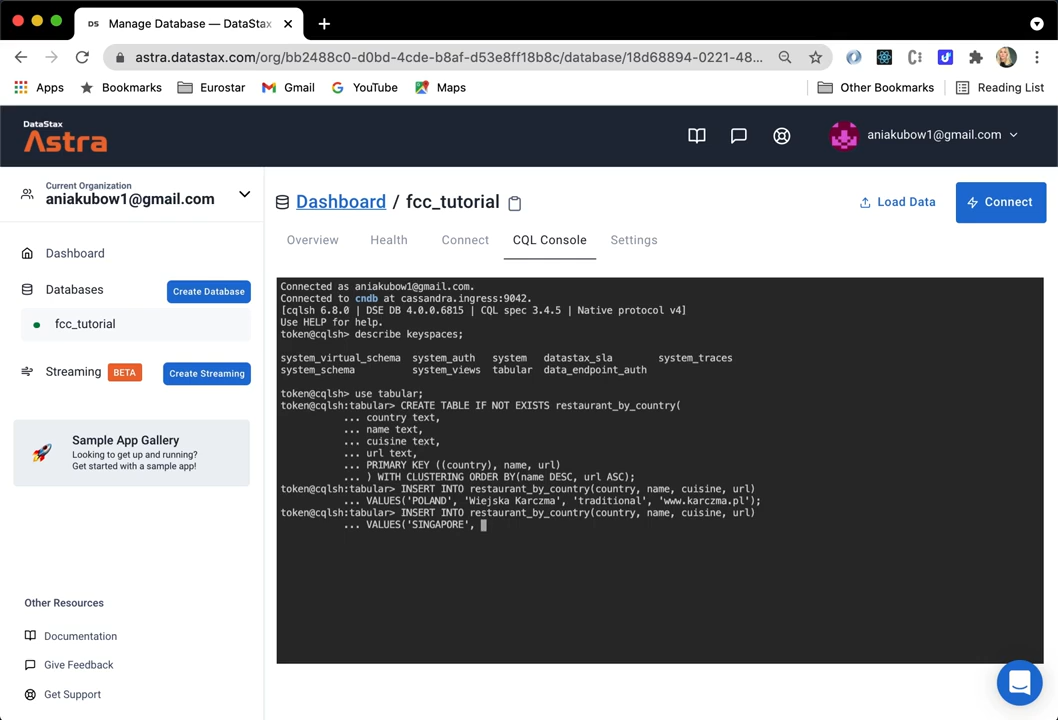 DS Manage Database — DataStax
astra.datastax.com/org/bb2488c0-d0bd-4cde-b8af-d53e8ff18b8c/database/18d68894-0221-48...
Apps Bookmarks Eurostar Gmail YouTube Maps Other Bookmarks Reading List
DataStax
Astra
aniakubow1@gmail.com
Current Organization
aniakubow1@gmail.com
Dashboard / fcc_tutorial
Load Data
Connect
Overview Health Connect CQL Console Settings
Dashboard
Databases
Create Database
fcc_tutorial
Streaming BETA
Create Streaming
Sample App Gallery
Looking to get up and running?
Get started with a sample app!
Other Resources
Documentation
Give Feedback
Get Support
Connected as aniakubow1@gmail.com.
Connected to cndb at cassandra.ingress:9042.
[cqlsh 6.8.0 | DSE DB 4.0.0.6815 | CQL spec 3.4.5 | Native protocol v4]
Use HELP for help.
token@cqlsh> describe keyspaces;
system_virtual_schema system_auth system datastax_sla system_traces
system_schema system_views tabular data_endpoint_auth
token@cqlsh> use tabular;
token@cqlsh:tabular> CREATE TABLE IF NOT EXISTS restaurant_by_country(
... country text,
... name text,
... cuisine text,
... url text,
... PRIMARY KEY ((country), name, url)
... ) WITH CLUSTERING ORDER BY(name DESC, url ASC);
token@cqlsh:tabular> INSERT INTO restaurant_by_country(country, name, cuisine, url)
... VALUES('POLAND', 'Wiejska Karczma', 'traditional', 'www.karczma.pl');
token@cqlsh:tabular> INSERT INTO restaurant_by_country(country, name, cuisine, url)
... VALUES('SINGAPORE',